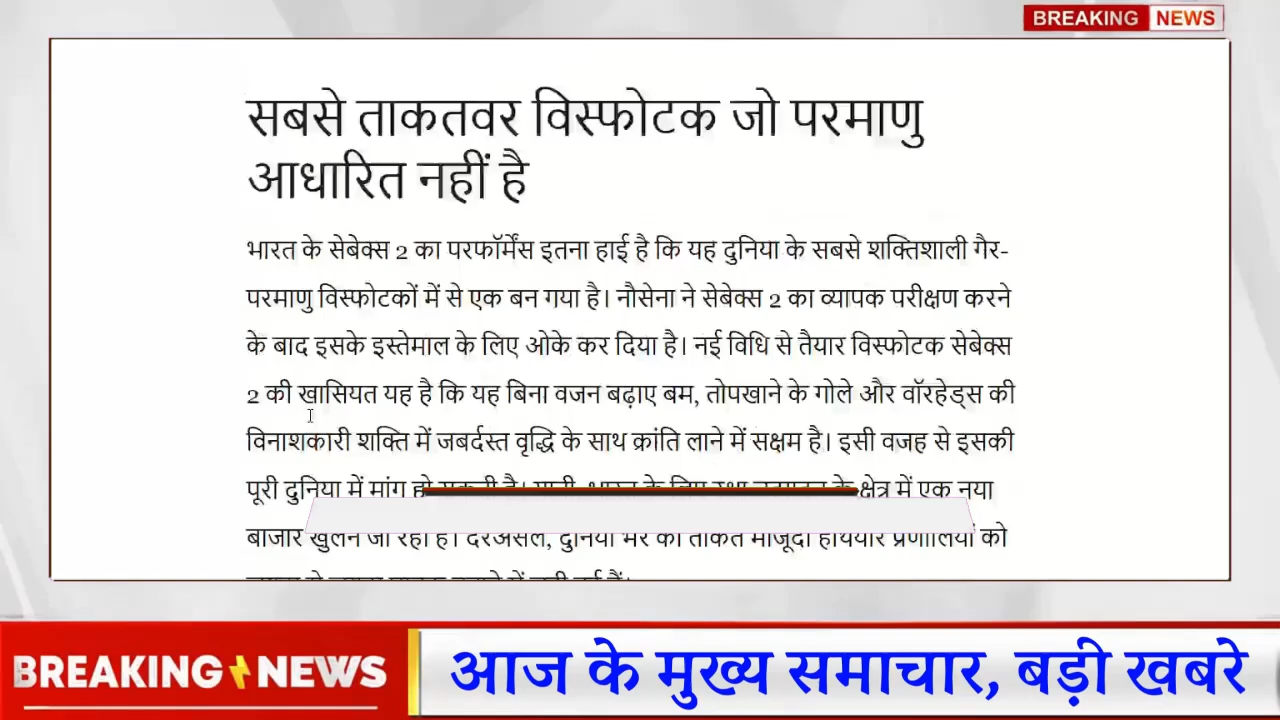 BREAKING NEWS
सबसे ताकतवर विस्फोटक जो परमाणु
आधारित नहीं है
भारत के सेबेक्स 2 का परफॉर्मेंस इतना हाई है कि यह दुनिया के सबसे शक्तिशाली गैर-
परमाणु विस्फोटकों में से एक बन गया है। नौसेना ने सेबेक्स 2 का व्यापक परीक्षण करने
के बाद इसके इस्तेमाल के लिए ओके कर दिया है। नई विधि से तैयार विस्फोटक सेबेक्स
2 की खासियत यह है कि यह बिना वजन बढ़ाए बम, तोपखाने के गोले और वॉरहेड्स की
विनाशकारी शक्ति में जबर्दस्त वृद्धि के साथ क्रांति लाने में सक्षम है। इसी वजह से इसकी
पूरी दुनिया में मांग क्षेत्र में एक नया
बाजार खुलने जा रहा है। दरअसल, दुनिया भर की ताकतें मौजूदा हथियार प्रणालियों को
BREAKING NEWS
आज के मुख्य समाचार, बड़ी खबरे